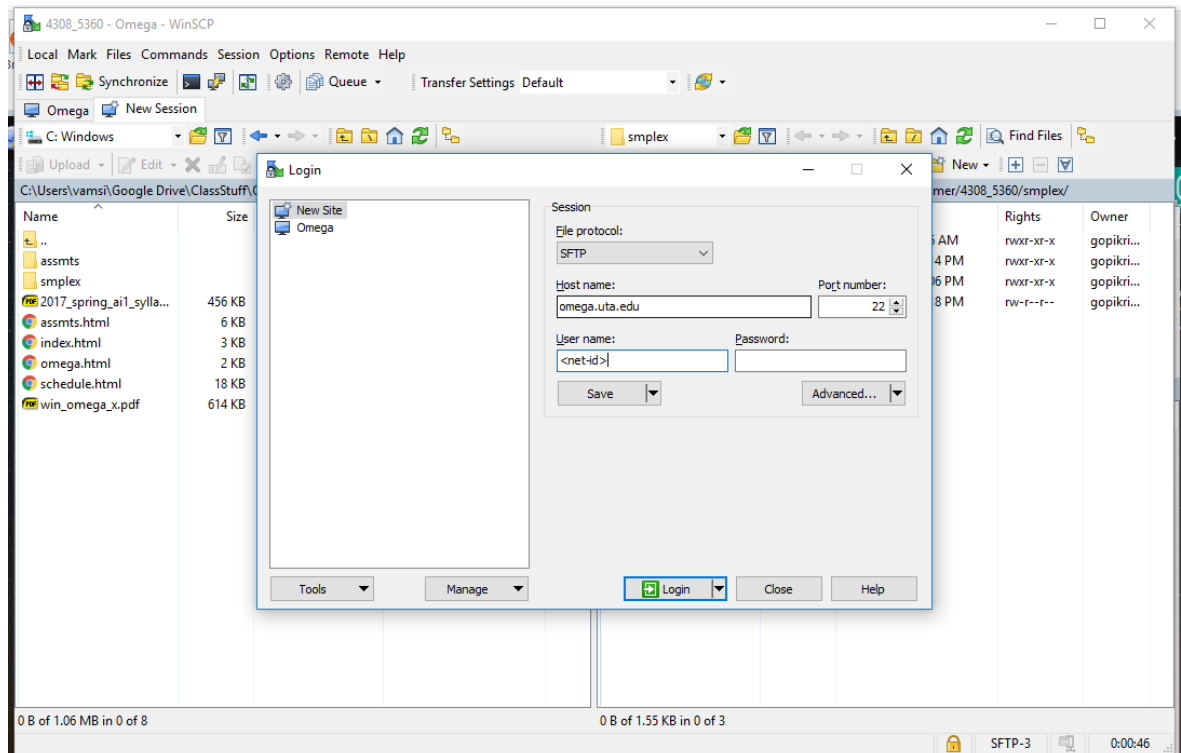 4308_5360 - Omega - WinSCP
Local Mark Files Commands Session Options Remote Help
Synchronize Queue Transfer Settings Default
Omega New Session
C: Windows smplex Find Files
Upload Edit New
C:\Users\vamsi\Google Drive\ClassStuff\ mer/4308_5360/smplex/
Name Size Rights Owner
.. AM rwxr-xr-x gopikri...
assmts 4 PM rwxr-xr-x gopikri...
smplex 6 PM rwxr-xr-x gopikri...
2017_spring_ai1_sylla... 456 KB 8 PM rw-r--r-- gopikri...
assmts.html 6 KB
index.html 3 KB
omega.html 2 KB
schedule.html 18 KB
win_omega_x.pdf 614 KB
Login
New Site
Omega
Session
File protocol:
SFTP
Host name: Port number:
omega.uta.edu 22
User name: Password:
<net-id>
Save Advanced...
Tools Manage Login Close Help
0 B of 1.06 MB in 0 of 8 0 B of 1.55 KB in 0 of 3
SFTP-3 0:00:46